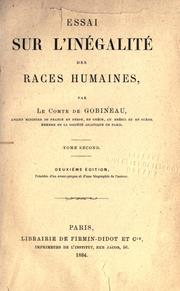 ESSAI
SUR L'INÉGALITÉ
DES
RACES HUMAINES,
PAR
LE COMTE DE GOBINEAU,
ANCIEN MINISTRE DE FRANCE EN PERSE, EN GRÈCE, AU BRÉSIL ET EN SUÈDE,
MEMBRE DE LA SOCIÉTÉ ASIATIQUE DE PARIS.
TOME SECOND.
DEUXIÈME ÉDITION,
Précédée d'un avant-propos et d'une biographie de l'auteur.
PARIS,
LIBRAIRIE DE FIRMIN-DIDOT ET Cie,
IMPRIMEURS DE L'INSTITUT, RUE JACOB, 56.
1884.